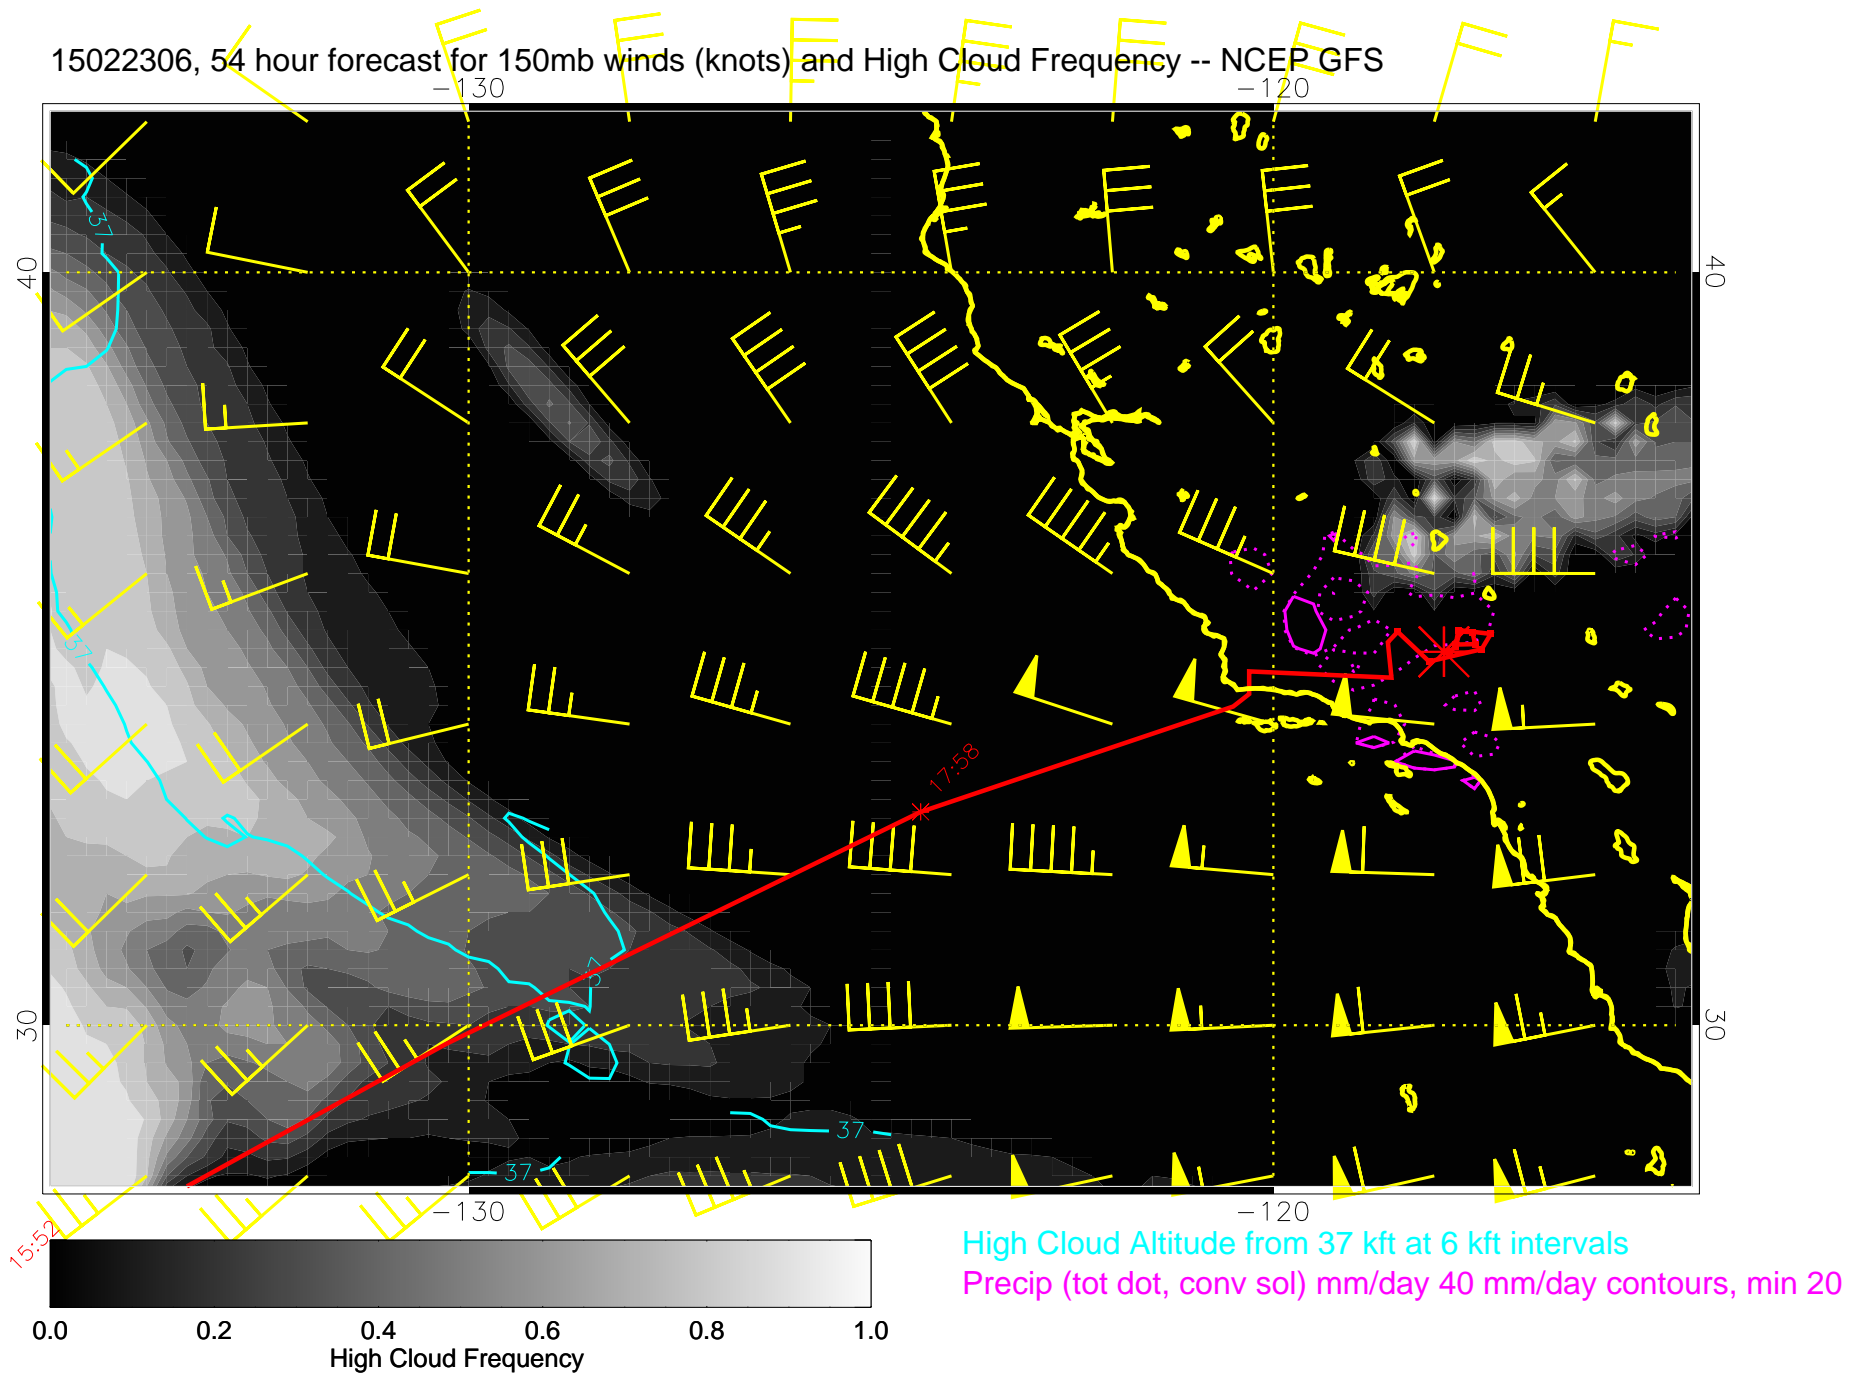 15022306, 54 hour forecast for 150mb winds (knots) and High Cloud Frequency -- NCEP GFS
-130 -120
37
40 40
37
17:58
37
30 30
37
37
-130 -120
15:52
High Cloud Altitude from 37 kft at 6 kft intervals
Precip (tot dot, conv sol) mm/day 40 mm/day contours, min 20
0.0 0.2 0.4 0.6 0.8 1.0
High Cloud Frequency